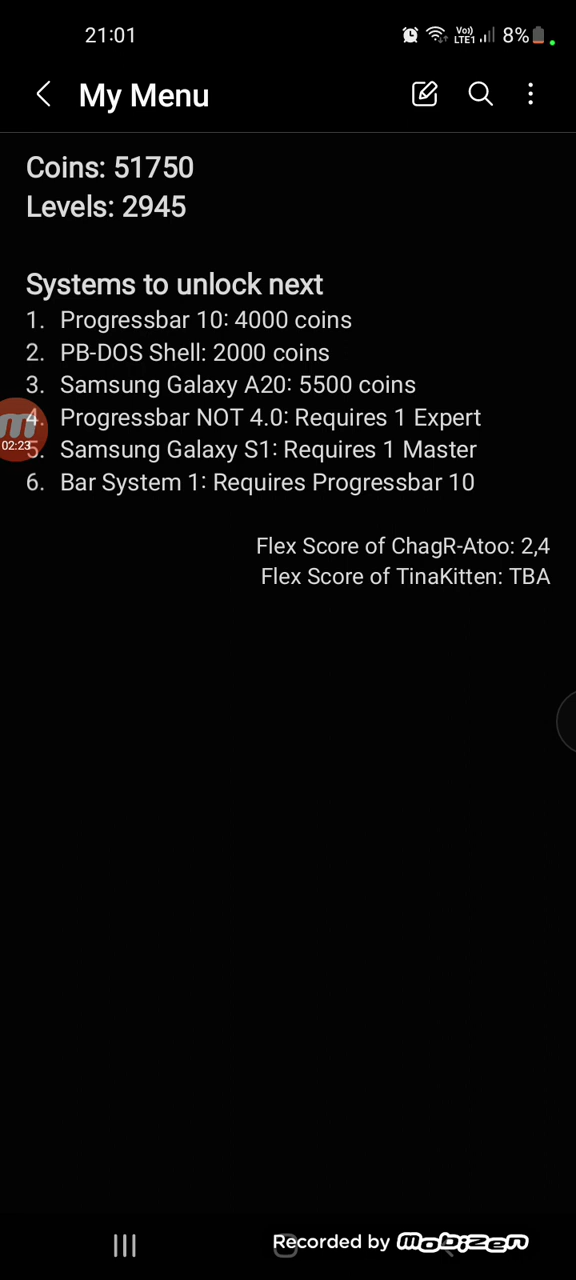 21:01
Vo))
LTE1
8%
My Menu
Coins: 51750
Levels: 2945
Systems to unlock next
1. Progressbar 10: 4000 coins
2. PB-DOS Shell: 2000 coins
3. Samsung Galaxy A20: 5500 coins
4. Progressbar NOT 4.0: Requires 1 Expert
m
02:23
5. Samsung Galaxy S1: Requires 1 Master
6. Bar System 1: Requires Progressbar 10
Flex Score of ChagR-Atoo: 2,4
Flex Score of TinaKitten: TBA
Recorded by Mobizen